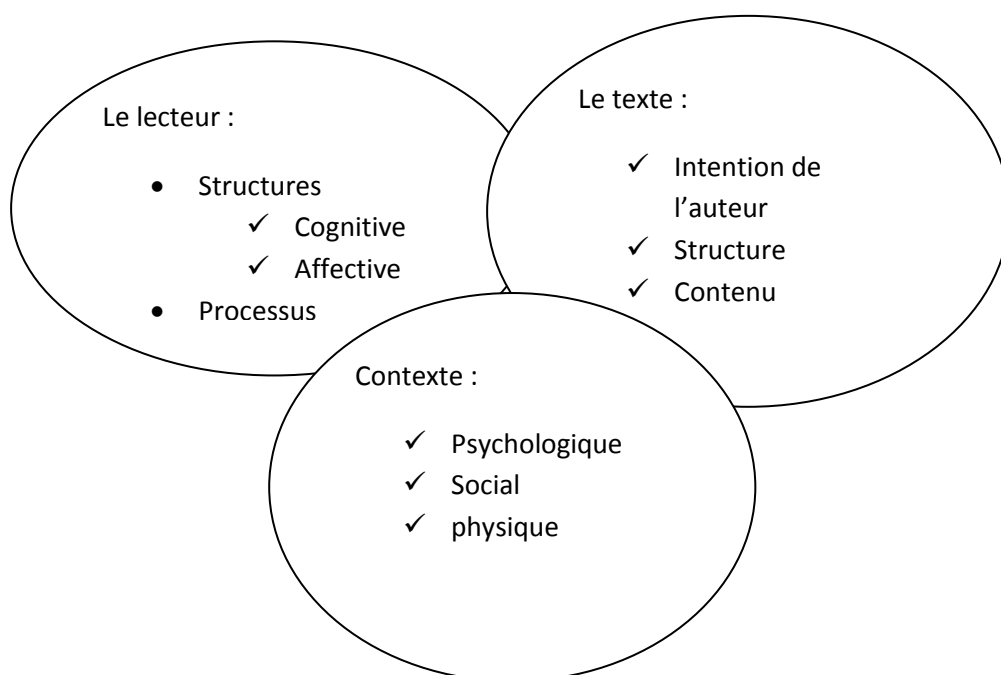 Le lecteur :
• Structures
✓ Cognitive
✓ Affective
• Processus
Le texte :
✓ Intention de
l’auteur
✓ Structure
✓ Contenu
Contexte :
✓ Psychologique
✓ Social
✓ physique